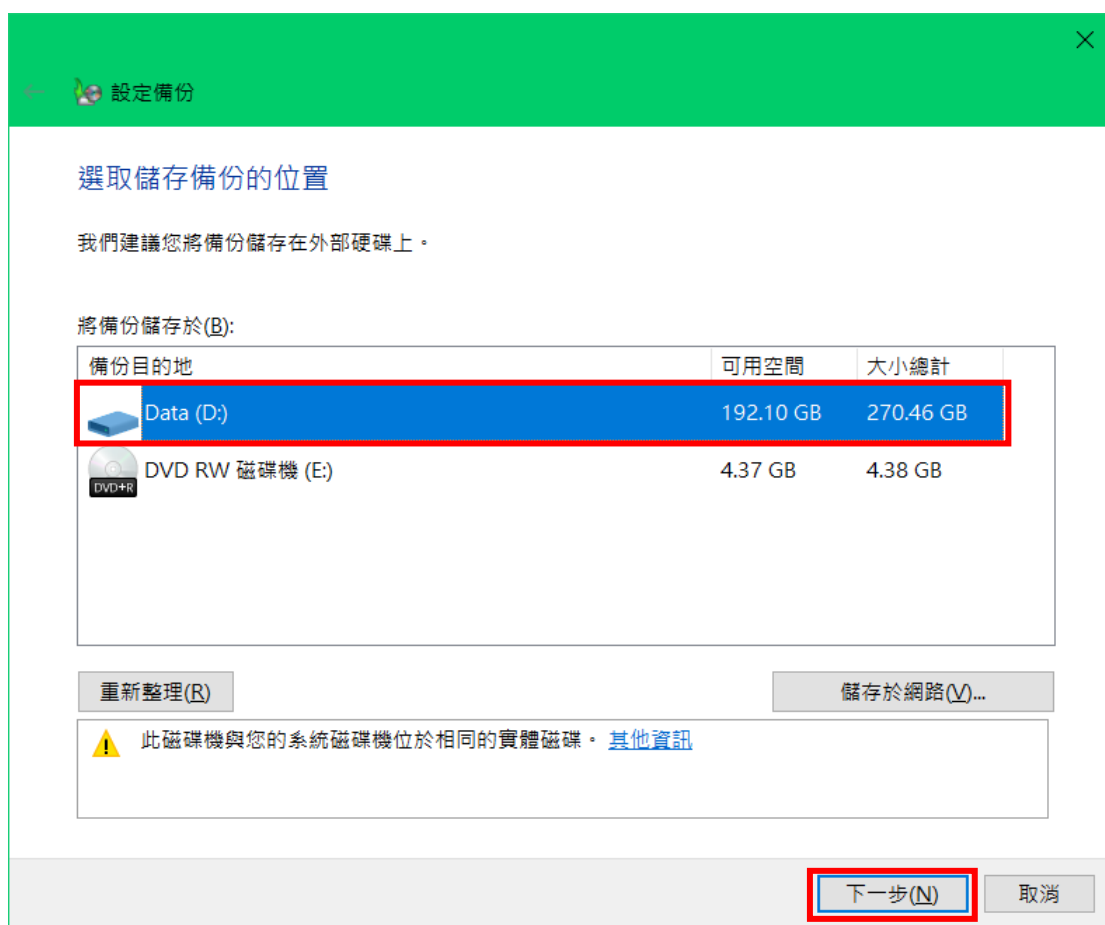 設定備份
選取儲存備份的位置
我們建議您將備份儲存在外部硬碟上。
將備份儲存於(B):
備份目的地 可用空間 大小總計
Data (D:) 192.10 GB 270.46 GB
DVD RW 磁碟機 (E:) 4.37 GB 4.38 GB
DVD+R
重新整理(R) 儲存於網路(V)...
此磁碟機與您的系統磁碟機位於相同的實體磁碟。 其他資訊
下一步(N) 取消